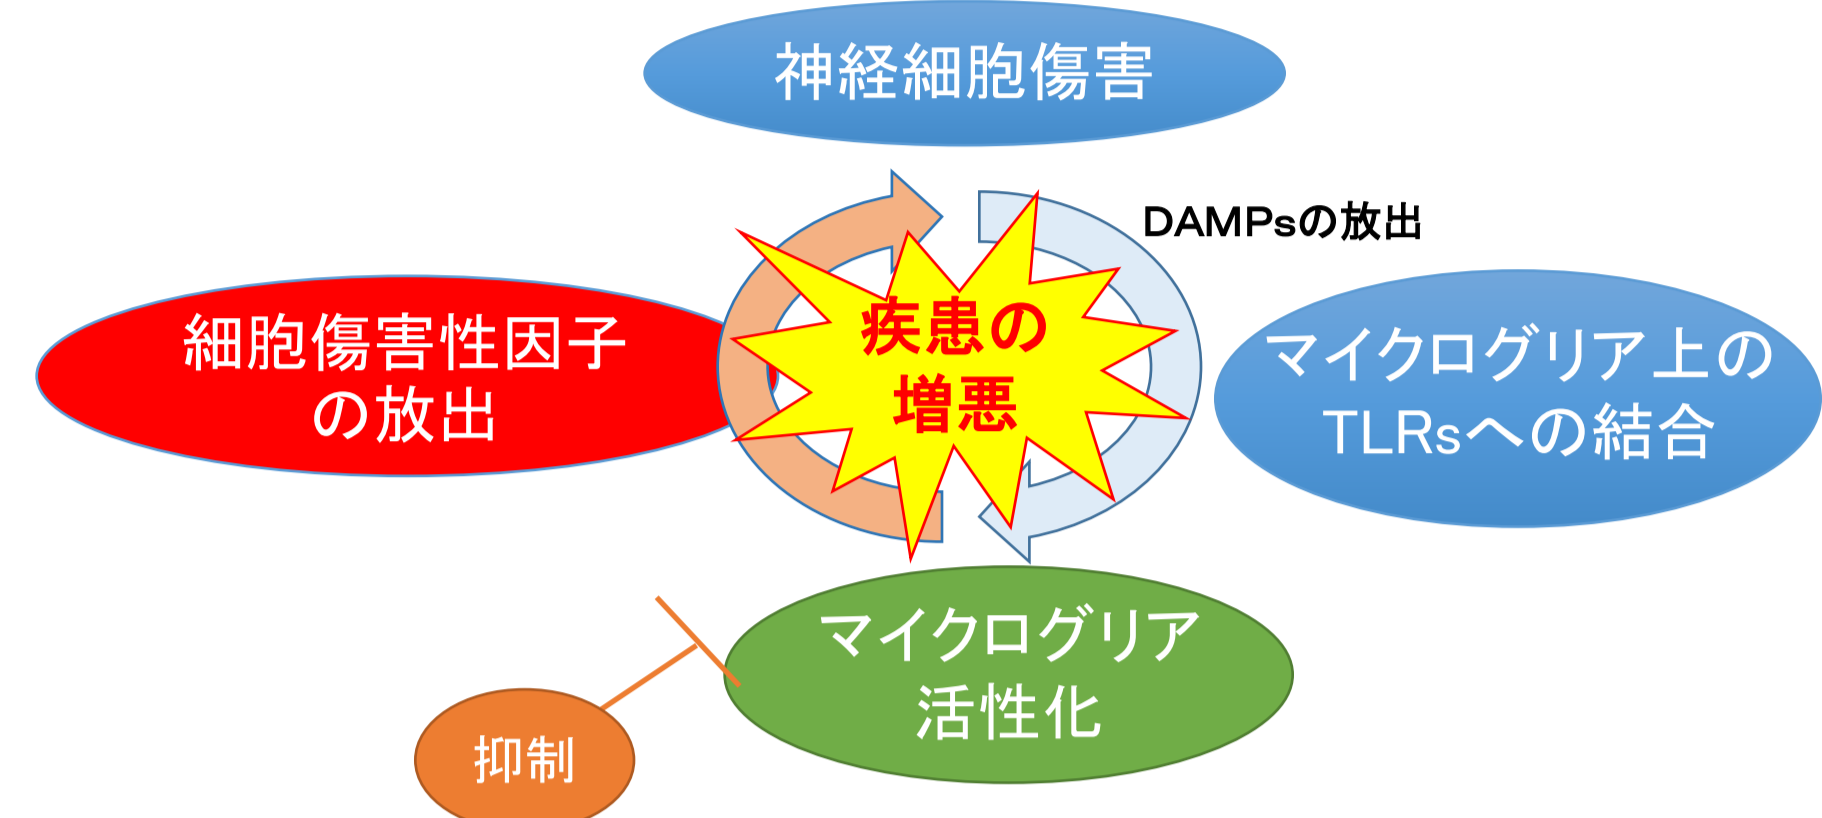 神経細胞傷害
DAMPsの放出
細胞傷害性因子
の放出
疾患の
増悪
マイクログリア上の
TLRsへの結合
マイクログリア
活性化
抑制